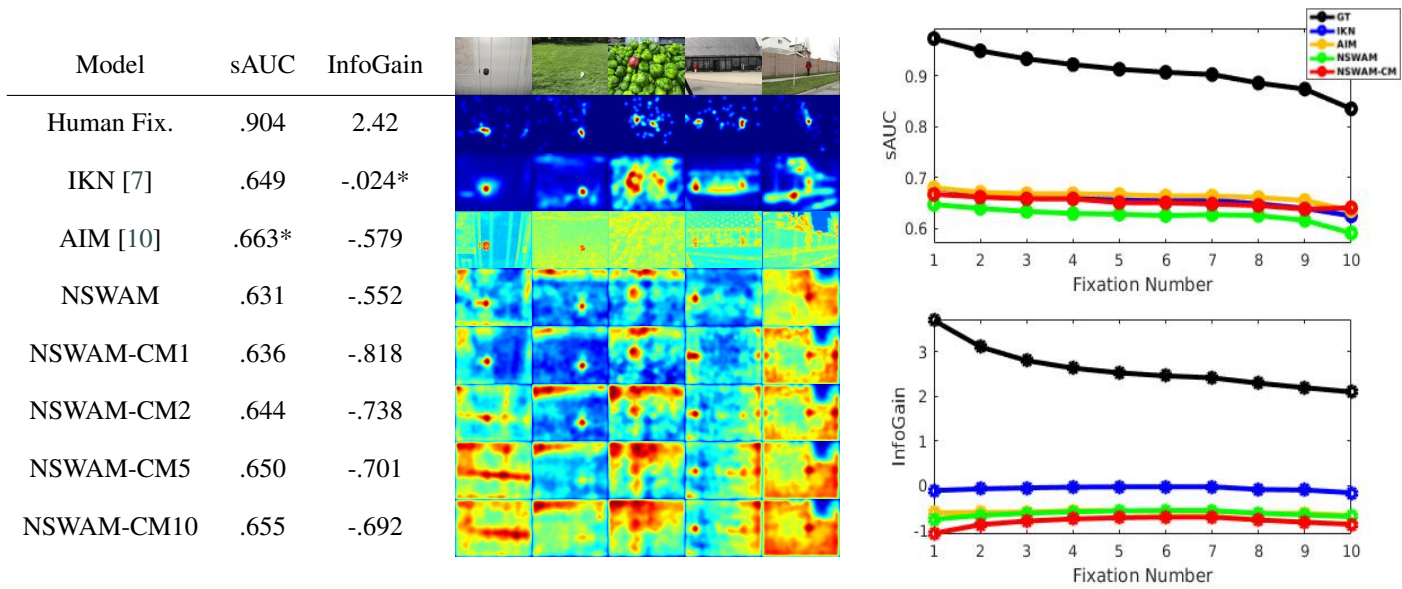 Model sAUC InfoGain
Human Fix. .904 2.42
IKN [7] .649 -.024*
AIM [10] .663* -.579
NSWAM .631 -.552
NSWAM-CM1 .636 -.818
NSWAM-CM2 .644 -.738
NSWAM-CM5 .650 -.701
NSWAM-CM10 .655 -.692
GT
IKN
AIM
NSWAM
NSWAM-CM
sAUC
0.9
0.8
0.7
0.6
1 2 3 4 5 6 7 8 9 10
Fixation Number
InfoGain
3
2
1
0
-1
1 2 3 4 5 6 7 8 9 10
Fixation Number